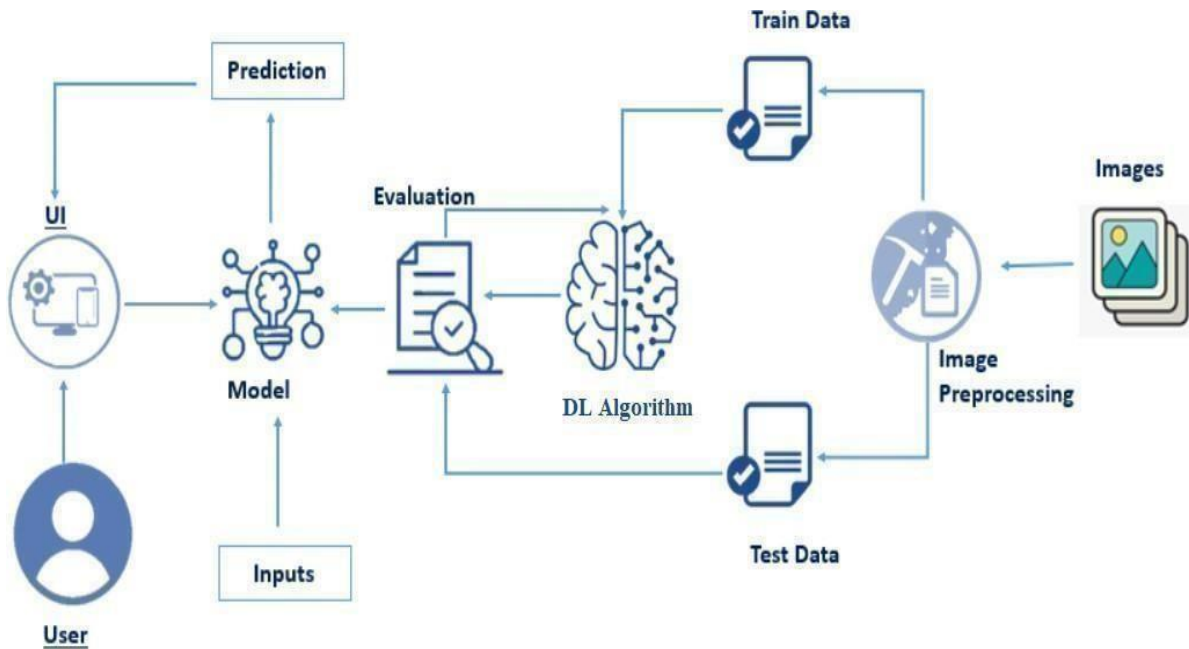 Train Data
Prediction
Images
Evaluation
UI
Image
Preprocessing
Model
DL Algorithm
Test Data
Inputs
User